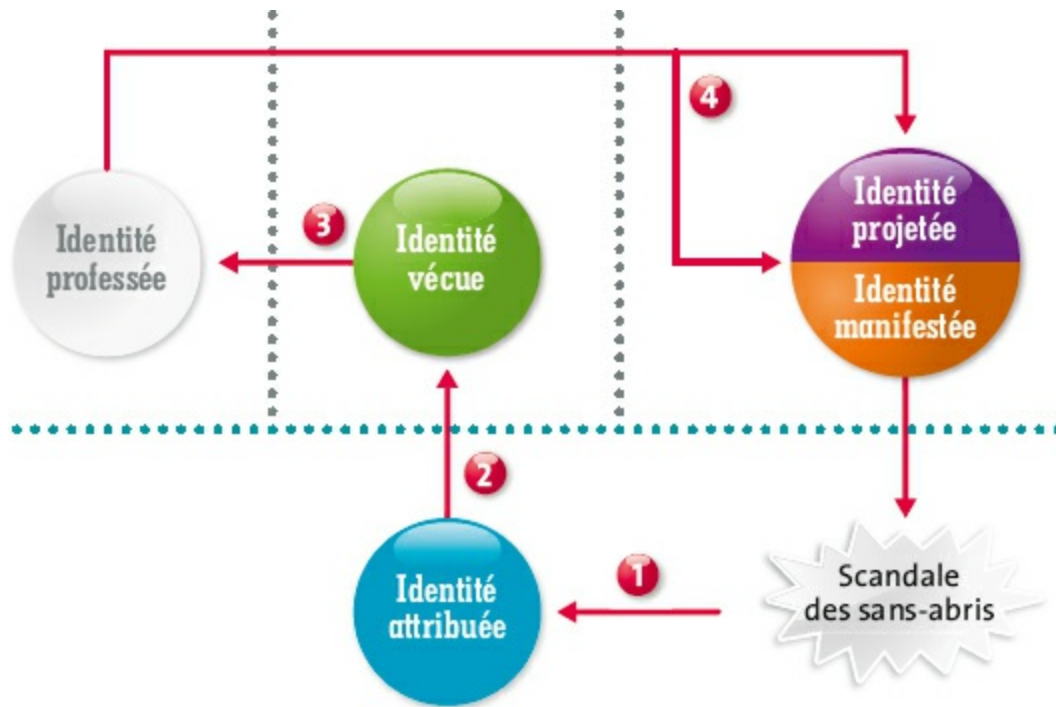 4
Identité
professée
3
Identité
vécue
Identité
projetée
Identité
manifestée
2
Identité
attribuée
1
Scandale
des sans-abris